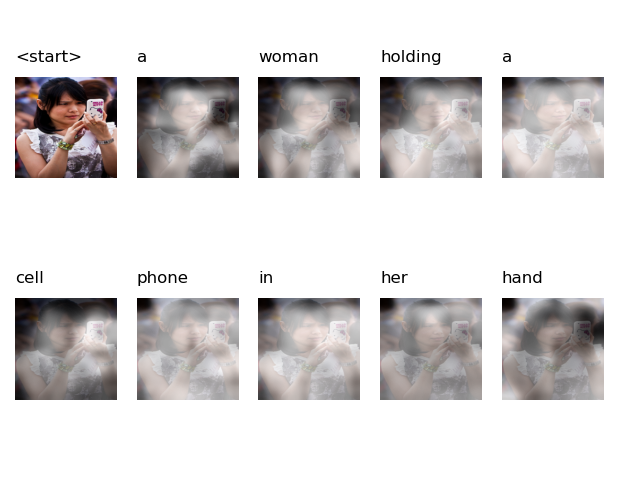 <start> a woman holding a
cell phone in her hand